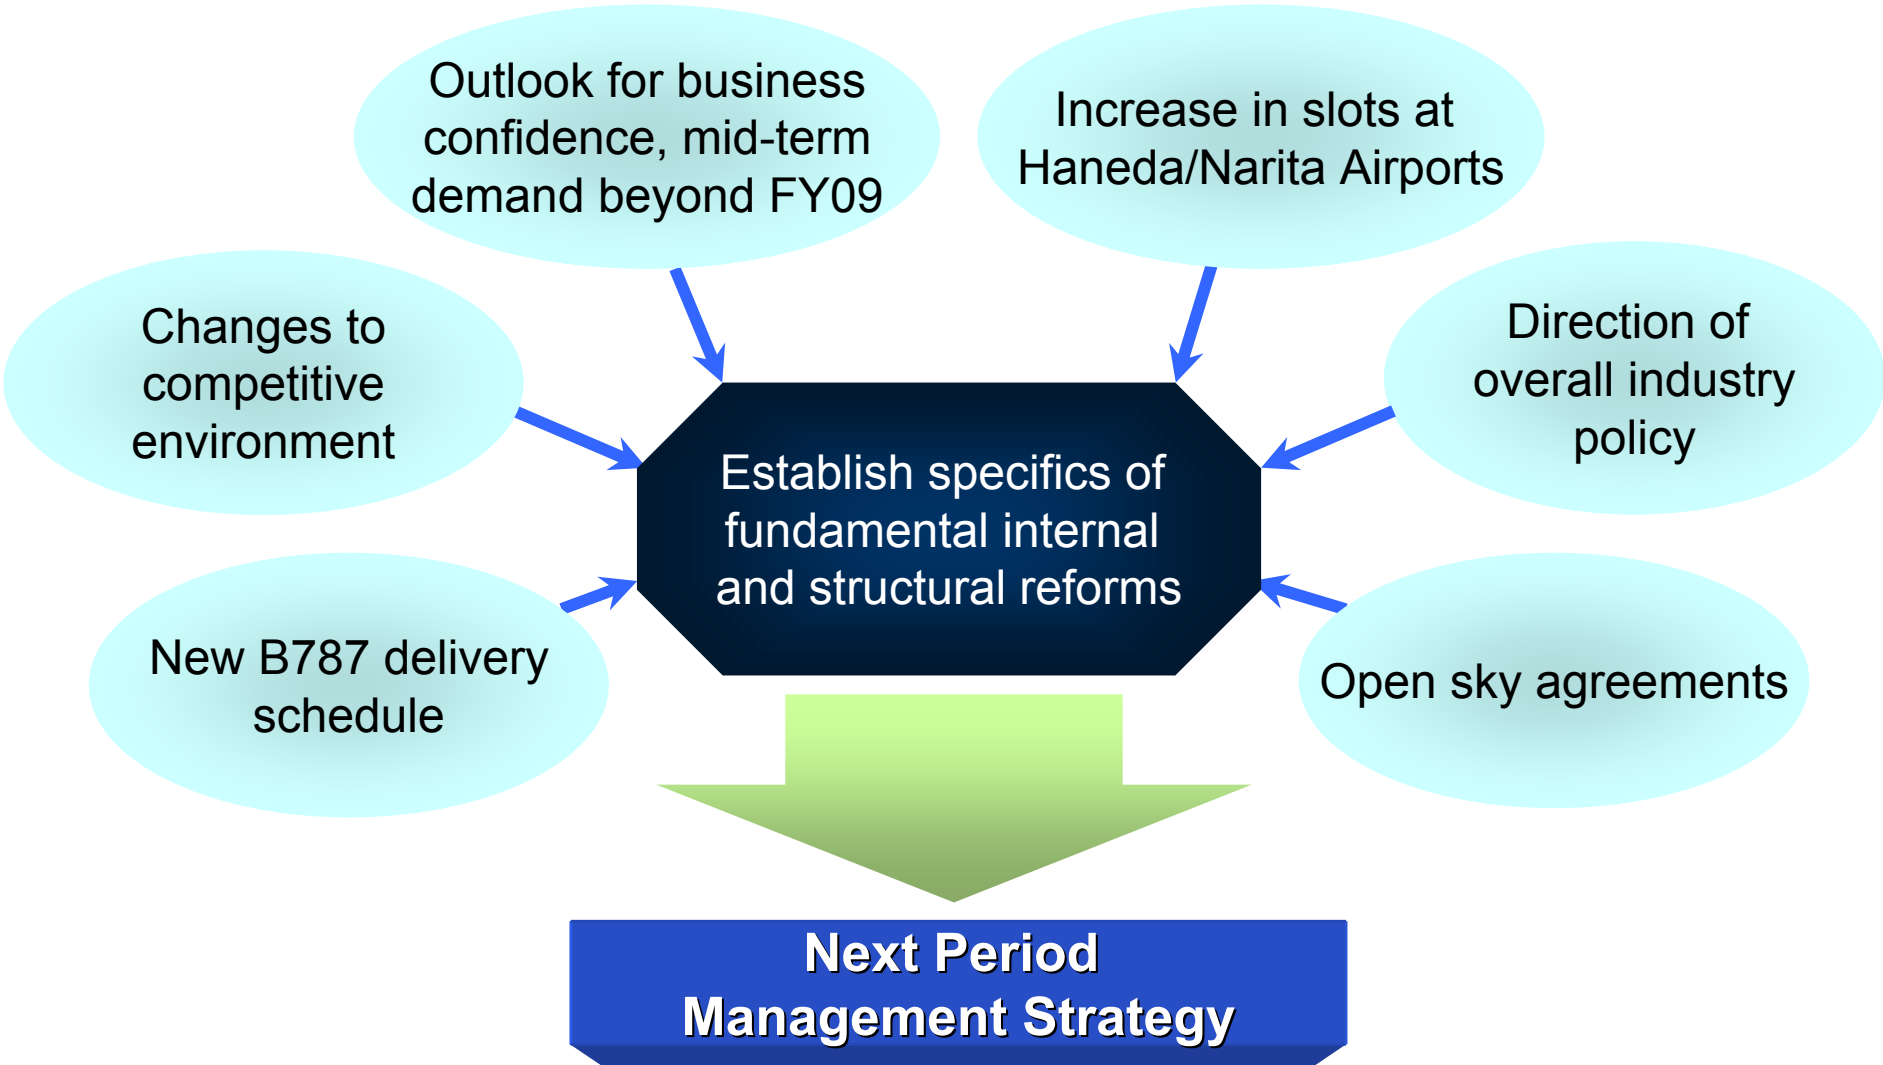 Outlook for business
confidence, mid-term
demand beyond FY09
Increase in slots at
Haneda/Narita Airports
Changes to
competitive
environment
Direction of
overall industry
policy
Establish specifics of
fundamental internal
and structural reforms
New B787 delivery
schedule
Open sky agreements
Next Period
Management Strategy